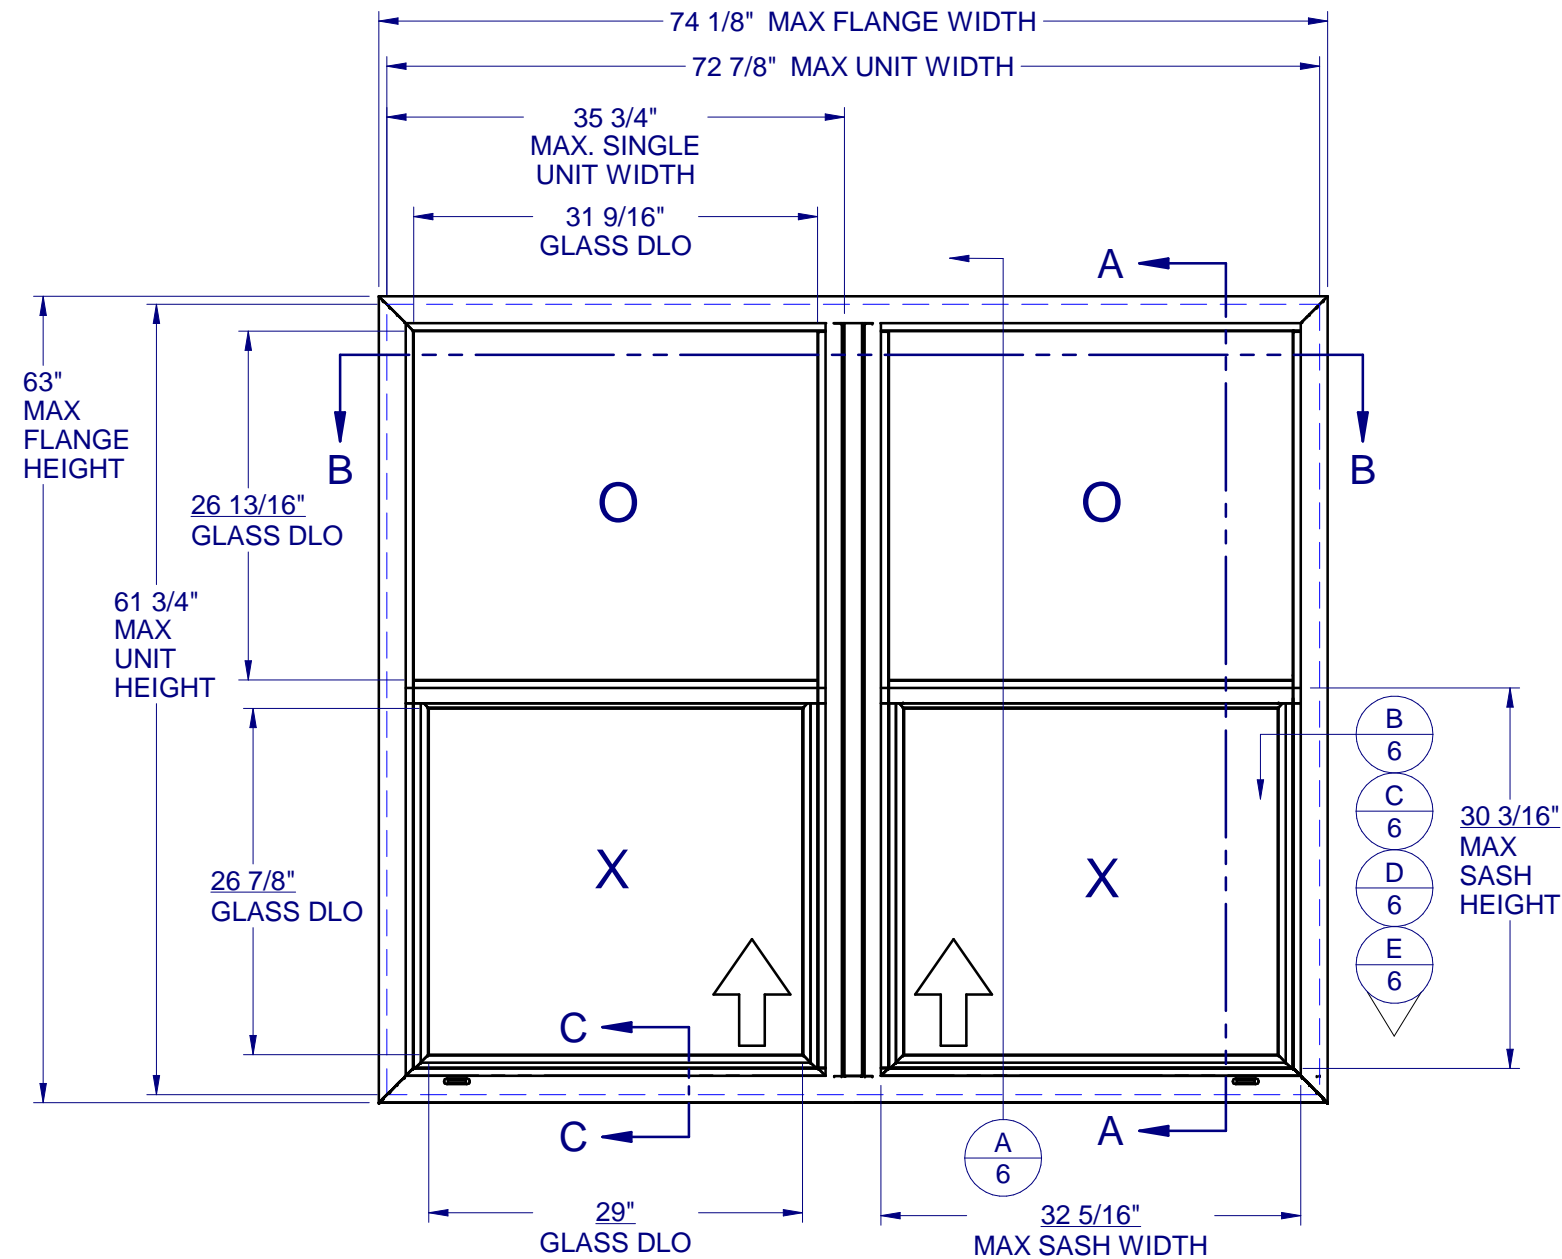 74 1/8" MAX FLANGE WIDTH
72 7/8" MAX UNIT WIDTH
35 3/4"
MAX. SINGLE
UNIT WIDTH
31 9/16"
GLASS DLO
A
63"
MAX
FLANGE
HEIGHT
B
B
26 13/16"
GLASS DLO
O
O
61 3/4"
MAX
UNIT
HEIGHT
B
6
C
6
D
6
E
6
30 3/16"
MAX
SASH
HEIGHT
26 7/8"
GLASS DLO
X
X
C
C
A
A
6
29"
GLASS DLO
32 5/16"
MAX SASH WIDTH